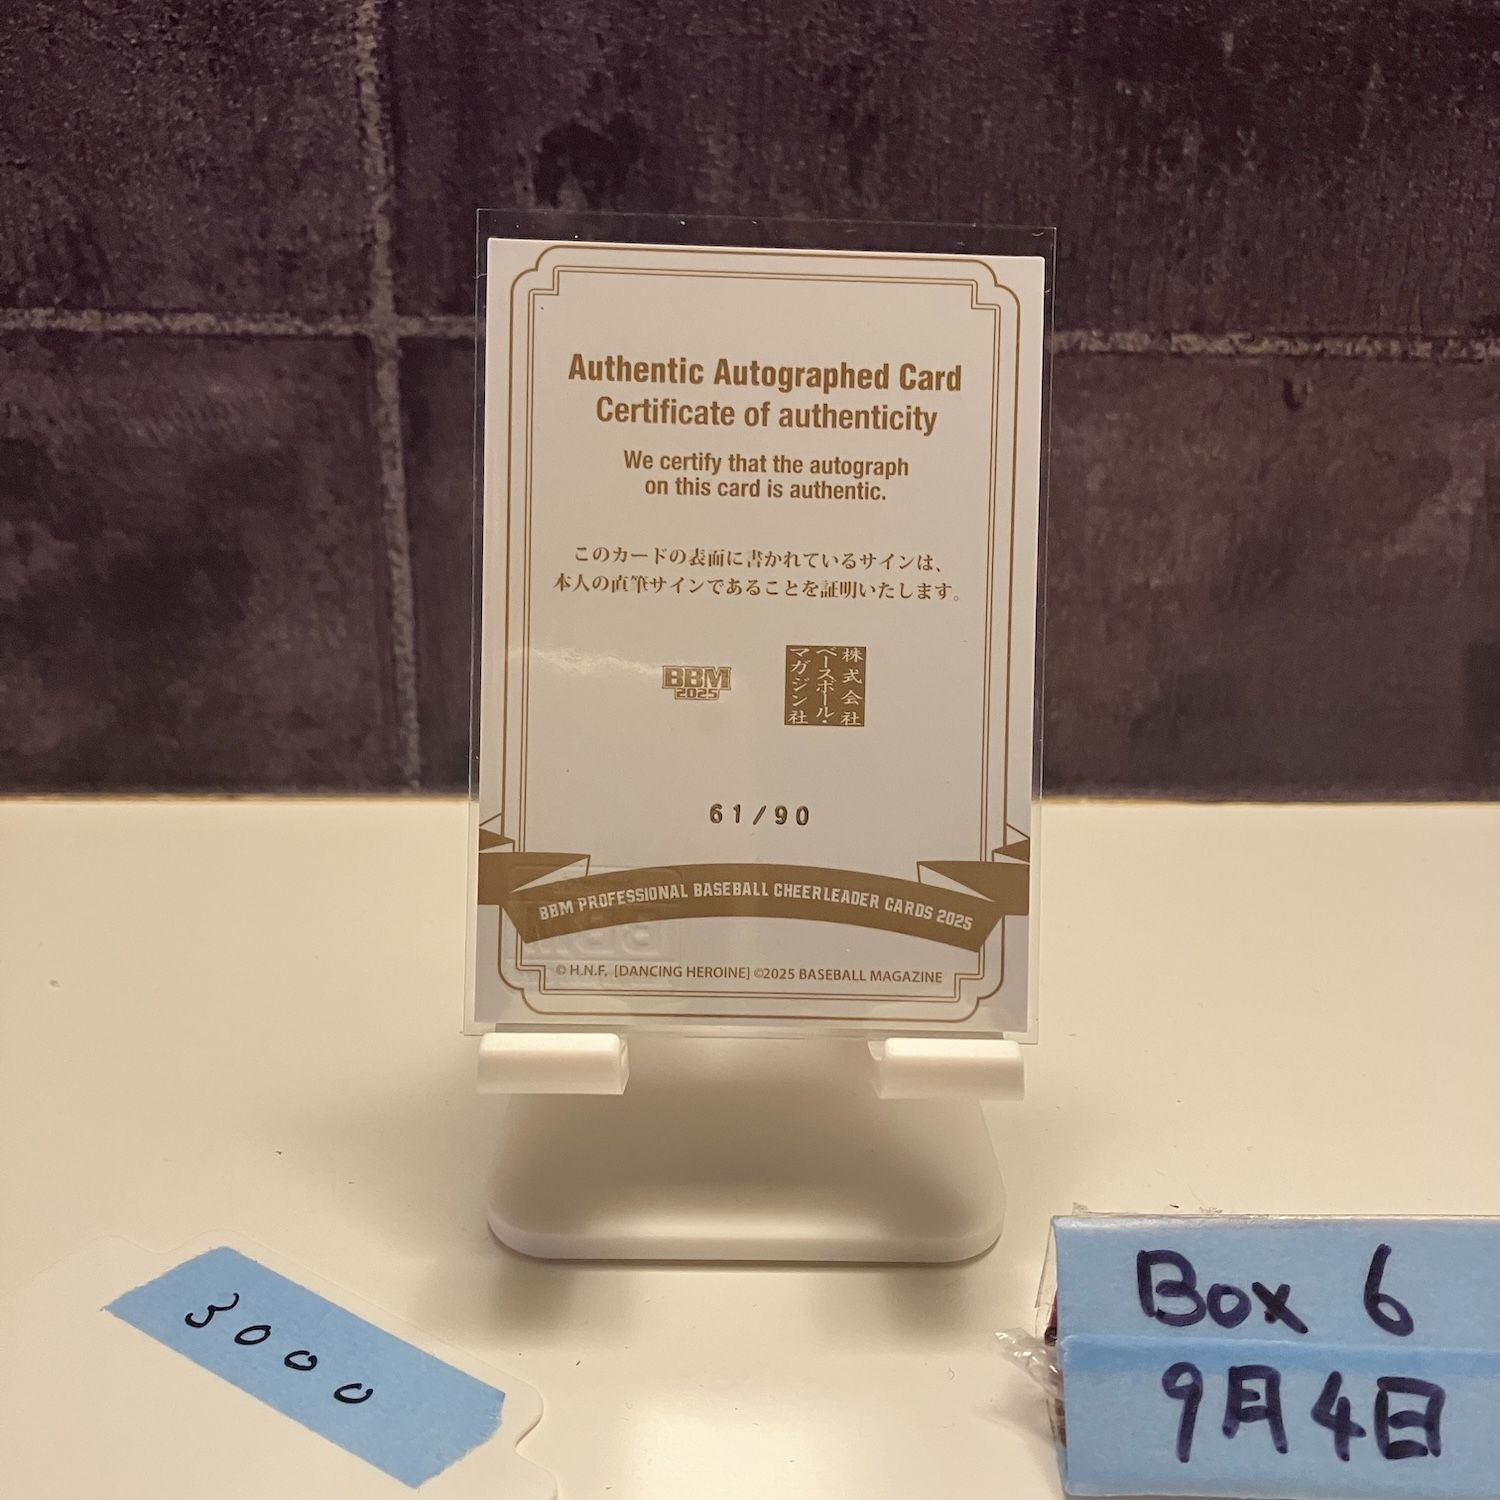 Authentic Autographed Card
Certificate of authenticity
We certify that the autograph
on this card is authentic.
このカードの表面に書かれているサインは、
本人の直筆サインであることを証明いたします。
BBM
2025
株式会社
ベースボール・
マガジン社
61/90
BBM PROFESSIONAL BASEBALL CHEERLEADER CARDS 2025
© H.N.F. [DANCING HEROINE] ©2025 BASEBALL MAGAZINE
3000
Box 6
9月4日